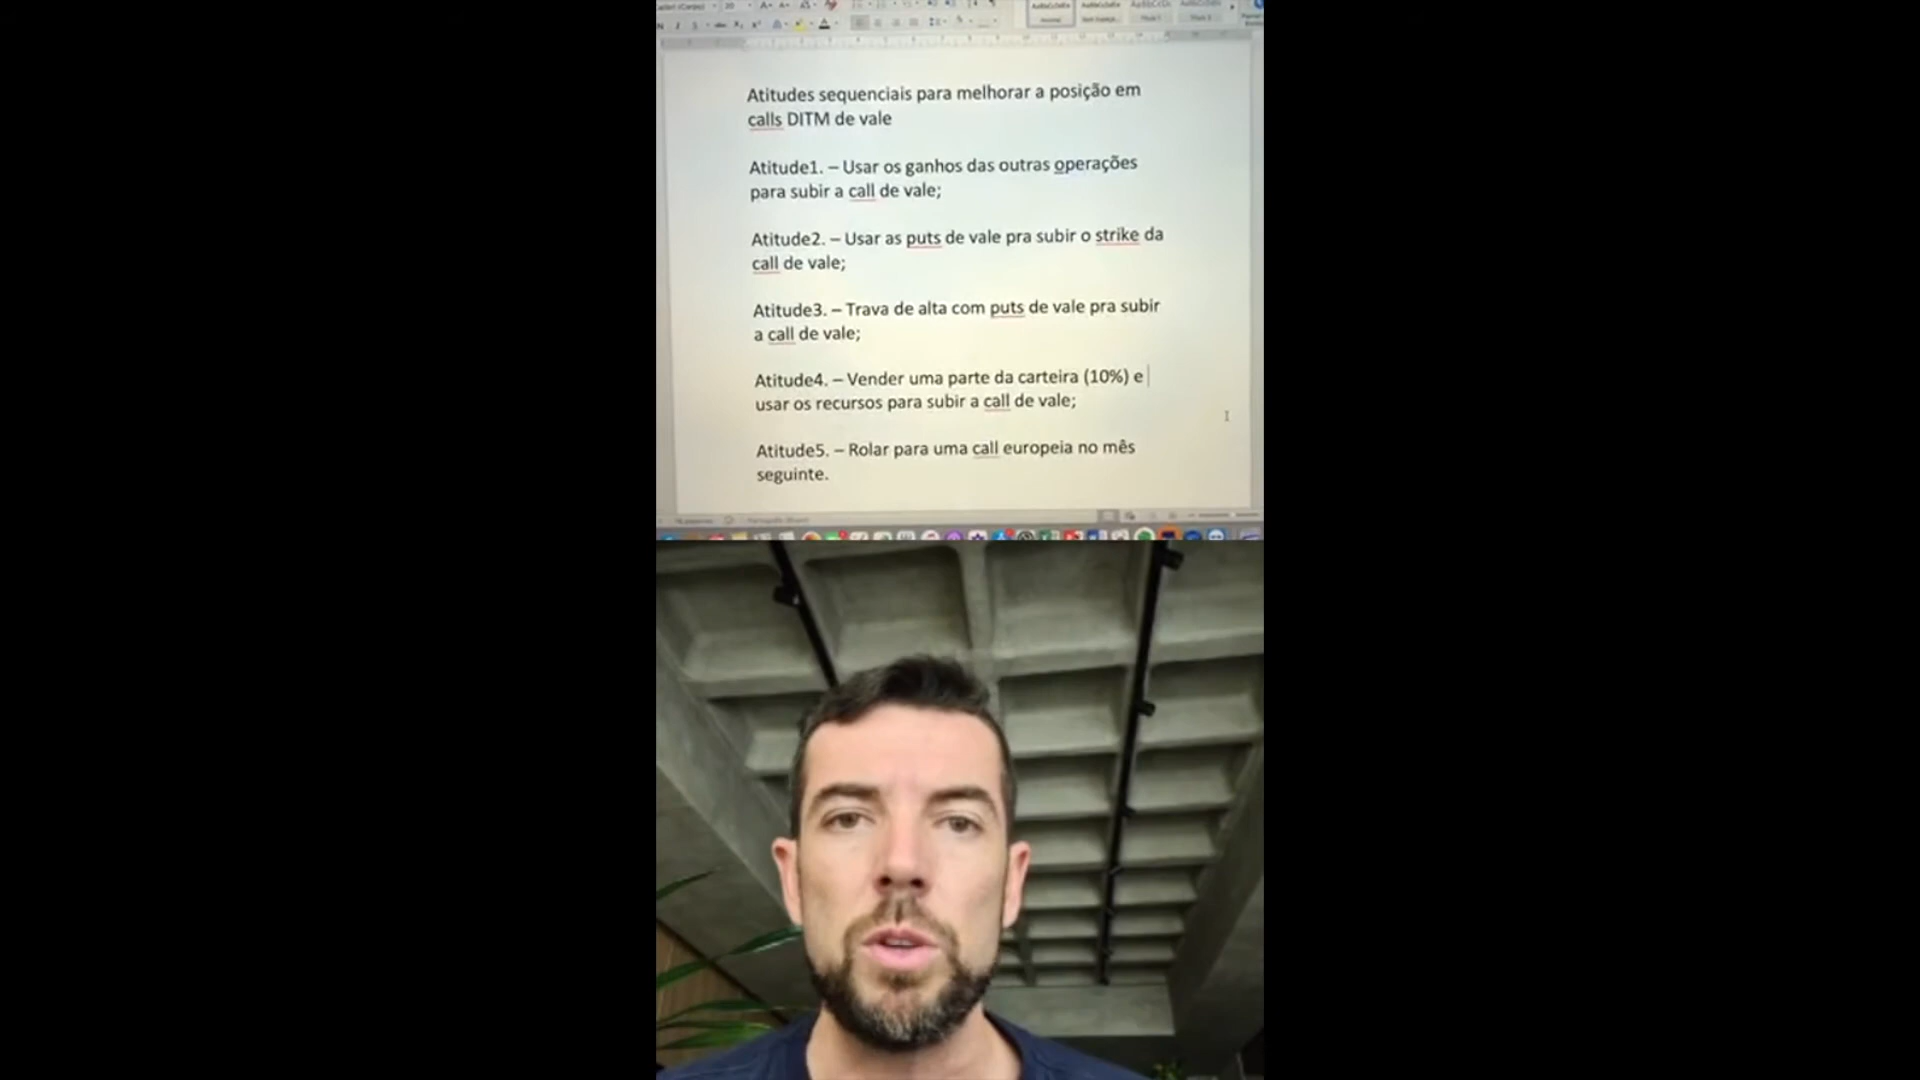 Atitudes sequenciais para melhorar a posição em
calls DITM de vale
Atitude1. – Usar os ganhos das outras operações
para subir a call de vale;
Atitude2. – Usar as puts de vale pra subir o strike da
call de vale;
Atitude3. – Trava de alta com puts de vale pra subir
a call de vale;
Atitude4. – Vender uma parte da carteira (10%) e
usar os recursos para subir a call de vale;
Atitude5. – Rolar para uma call europeia no mês
seguinte.